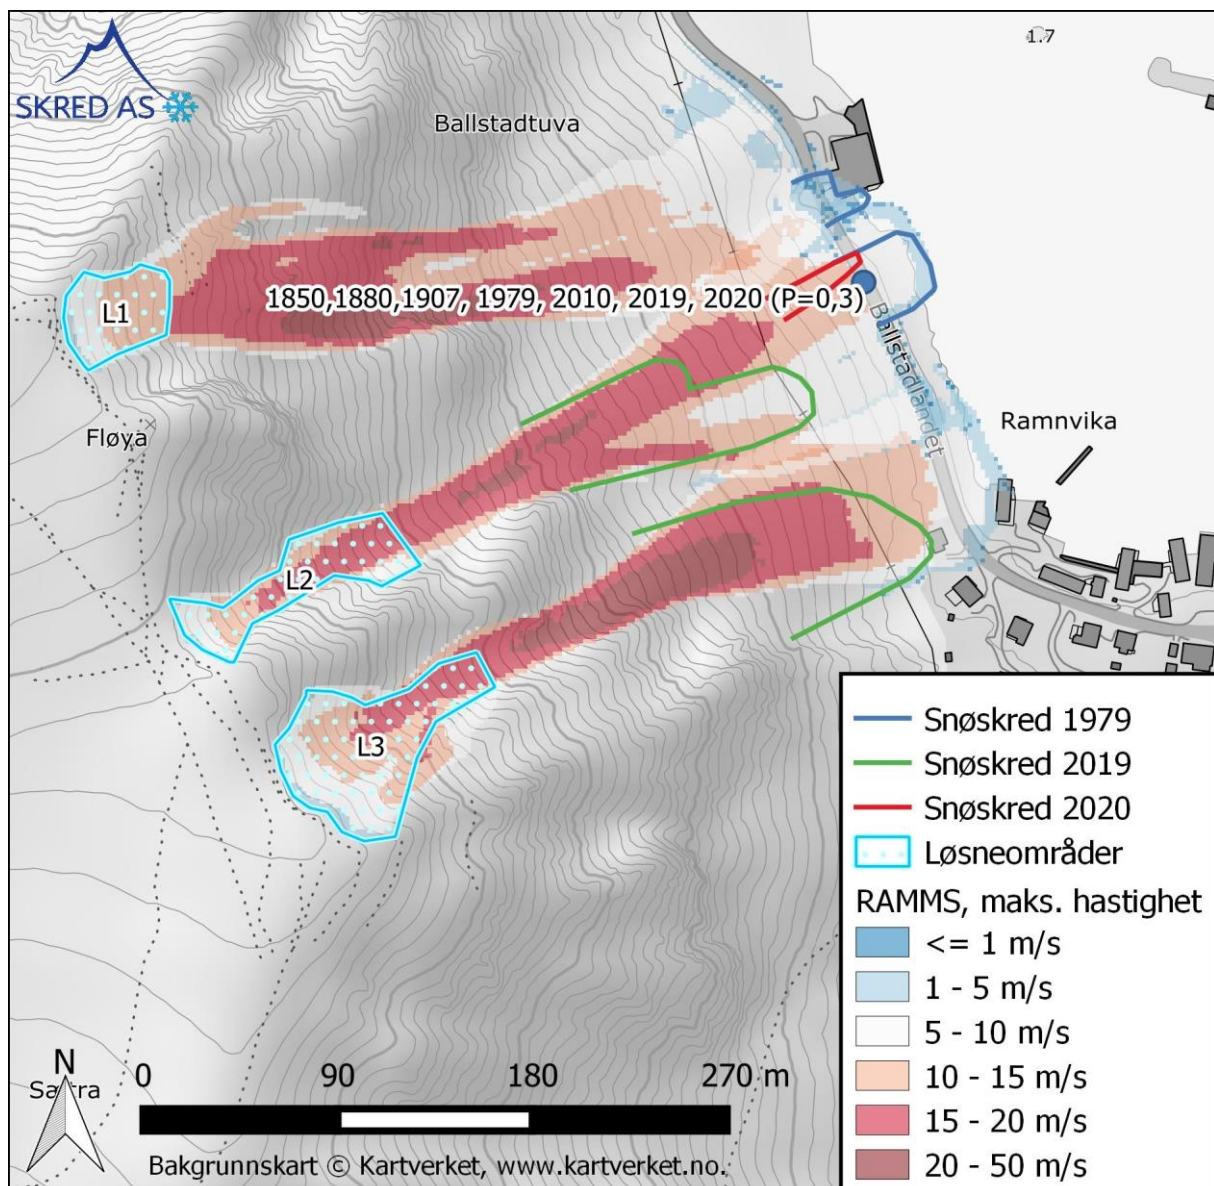 SKRED AS
1.7
Ballstadtuva
L1
1850,1880,1907, 1979, 2010, 2019, 2020 (P=0,3)
Ballstadlandet
Fløya
Ramnvika
L2
L3
Snøskred 1979
Snøskred 2019
Snøskred 2020
Løsneområder
RAMMS, maks. hastighet
<= 1 m/s
1 - 5 m/s
5 - 10 m/s
10 - 15 m/s
15 - 20 m/s
20 - 50 m/s
N
0 90 180 270 m
Bakgrunnskart © Kartverket, www.kartverket.no.